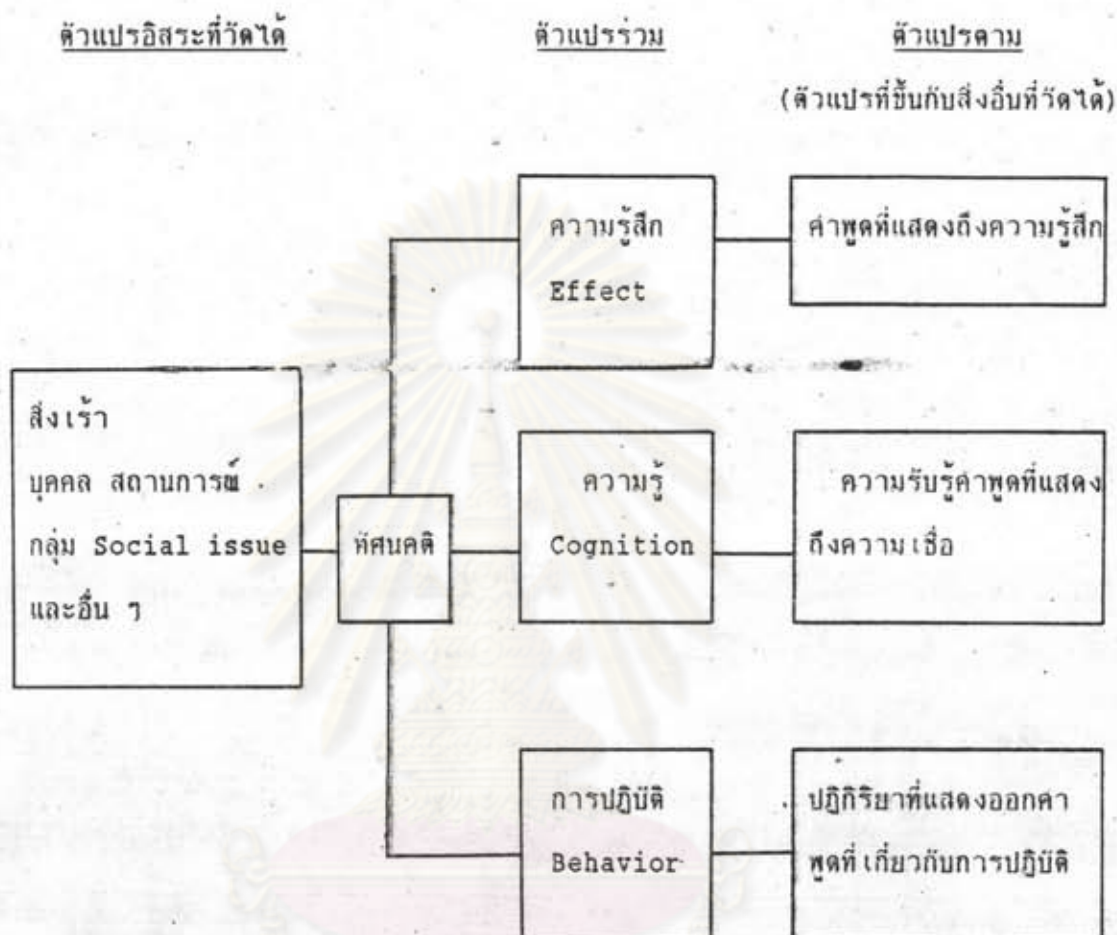 ตัวแปรอิสระที่วัดได้
ตัวแปรร่วม
ตัวแปรตาม
(ตัวแปรที่ขึ้นกับสิ่งอื่นที่วัดได้)
ความรู้สึก
Effect
คำพูดที่แสดงถึงความรู้สึก
สิ่งเร้า
บุคคล สถานการณ์
กลุ่ม Social issue
และอื่น ๆ
ทัศนคติ
ความรู้
Cognition
ความรับรู้คำพูดที่แสดง
ถึงความเชื่อ
การปฏิบัติ
Behavior
ปฏิกิริยาที่แสดงออกคำ
พูดที่เกี่ยวกับการปฏิบัติ